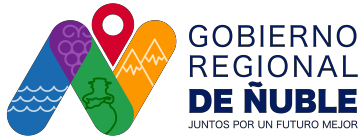 GOBIERNO
REGIONAL
DE ÑUBLE
JUNTOS POR UN FUTURO MEJOR